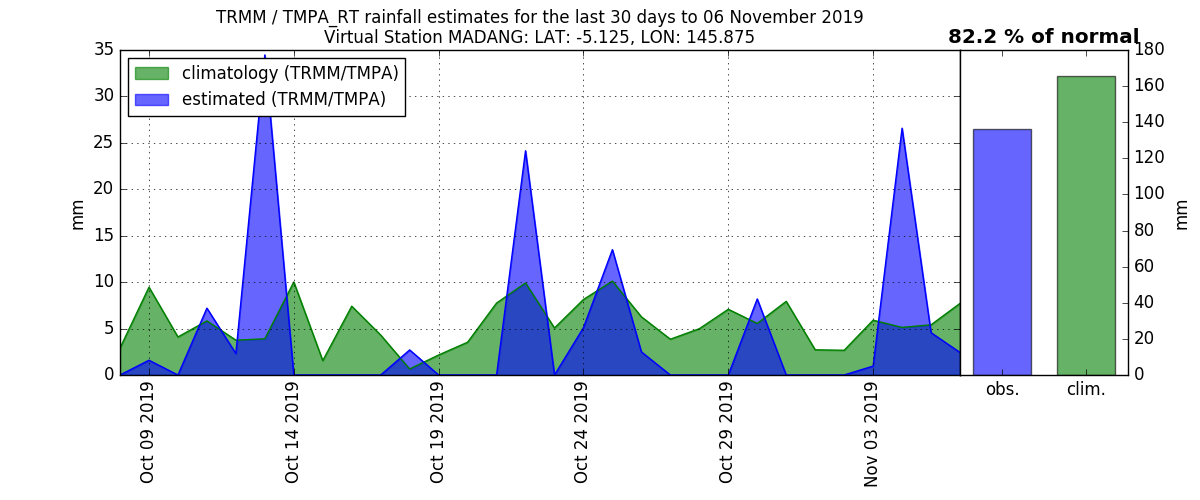 TRMM / TMPA_RT rainfall estimates for the last 30 days to 06 November 2019
Virtual Station MADANG: LAT: -5.125, LON: 145.875
82.2 % of normal
climatology (TRMM/TMPA)
estimated (TRMM/TMPA)
35
30
25
20
15
10
5
0
mm
Oct 09 2019
Oct 14 2019
Oct 19 2019
Oct 24 2019
Oct 29 2019
Nov 03 2019
180
160
140
120
100
80
60
40
20
0
mm
obs.
clim.